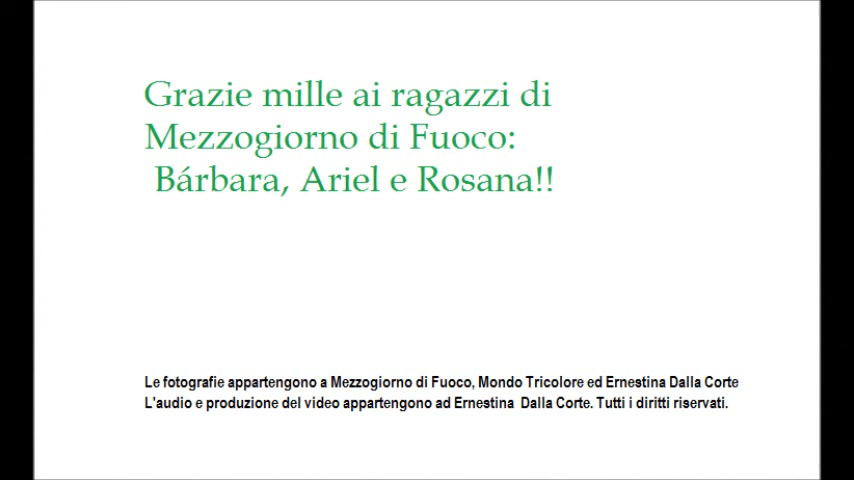 Grazie mille ai ragazzi di
Mezzogiorno di Fuoco:
Bárbara, Ariel e Rosana!!
Le fotografie appartengono a Mezzogiorno di Fuoco, Mondo Tricolore ed Ernestina Dalla Corte
L'audio e produzione del video appartengono ad Ernestina Dalla Corte. Tutti i diritti riservati.